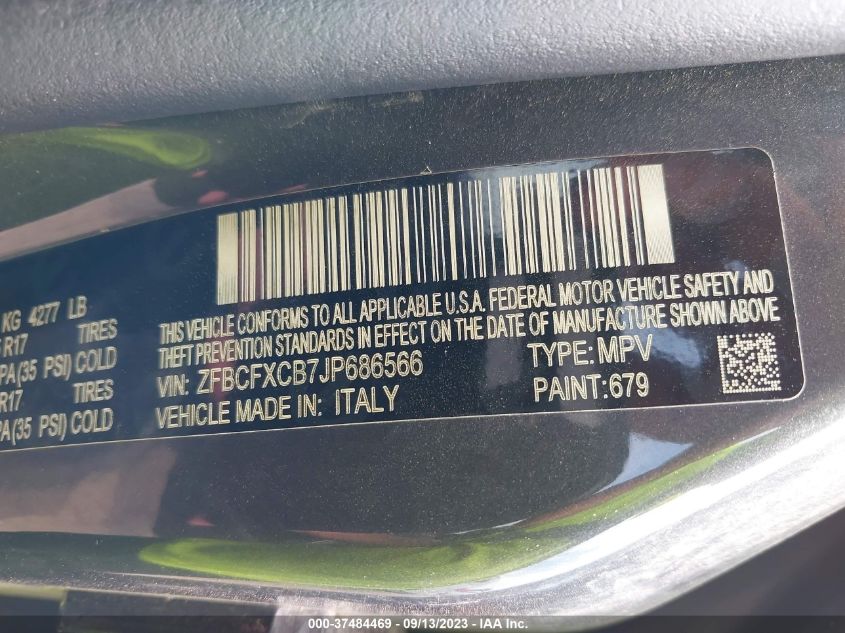 KG 4277 LB
R17 TIRES
PA(35 PSI) COLD
R17 TIRES
PA(35 PSI) COLD
THIS VEHICLE CONFORMS TO ALL APPLICABLE U.S.A. FEDERAL MOTOR VEHICLE SAFETY AND
THEFT PREVENTION STANDARDS IN EFFECT ON THE DATE OF MANUFACTURE SHOWN ABOVE
VIN: ZFBCFXCB7JP686566 TYPE: MPV
VEHICLE MADE IN: ITALY PAINT: 679
000-37484469 - 09/13/2023 - IAAI.com